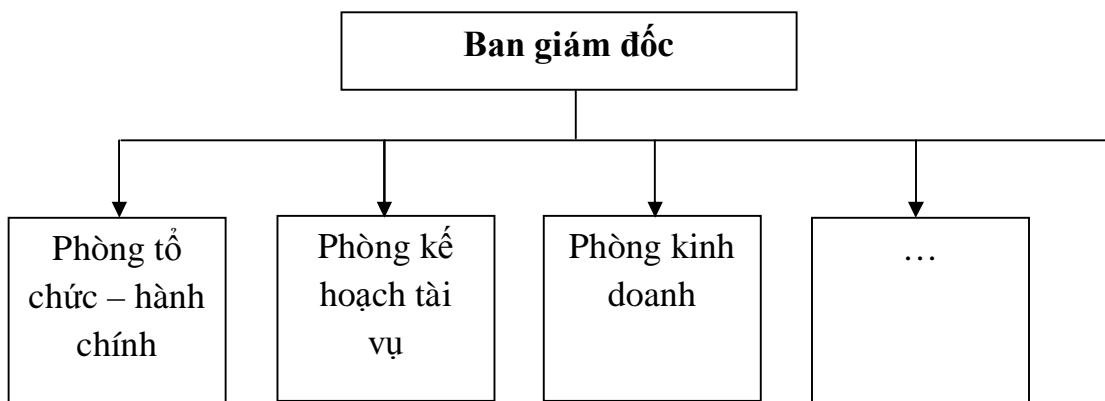 Ban giám đốc
Phòng tổ
chức – hành
chính
Phòng kế
hoạch tài
vụ
Phòng kinh
doanh
…